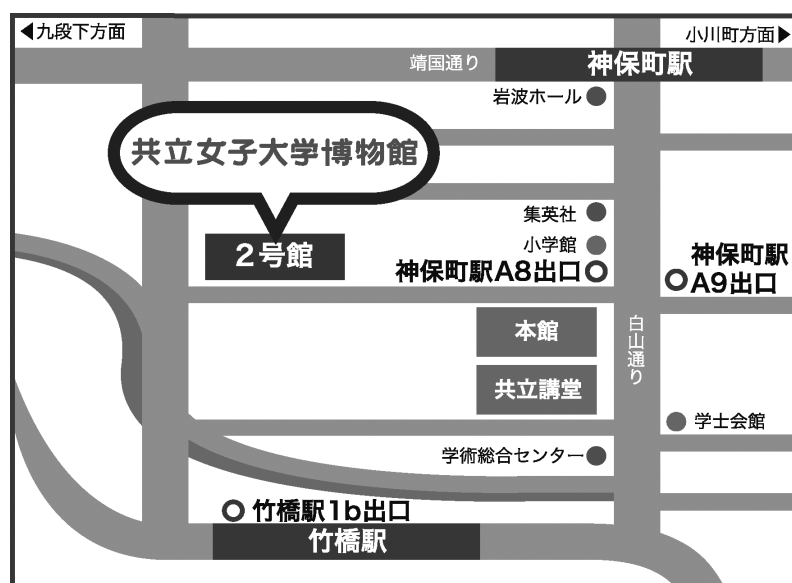 ◀九段下方面
小川町方面▶
靖国通り
神保町駅
岩波ホール
共立女子大学博物館
集英社
小学館
2号館
神保町駅A8出口
神保町駅
A9出口
本館
白山通り
共立講堂
学士会館
学術総合センター
竹橋駅1b出口
竹橋駅